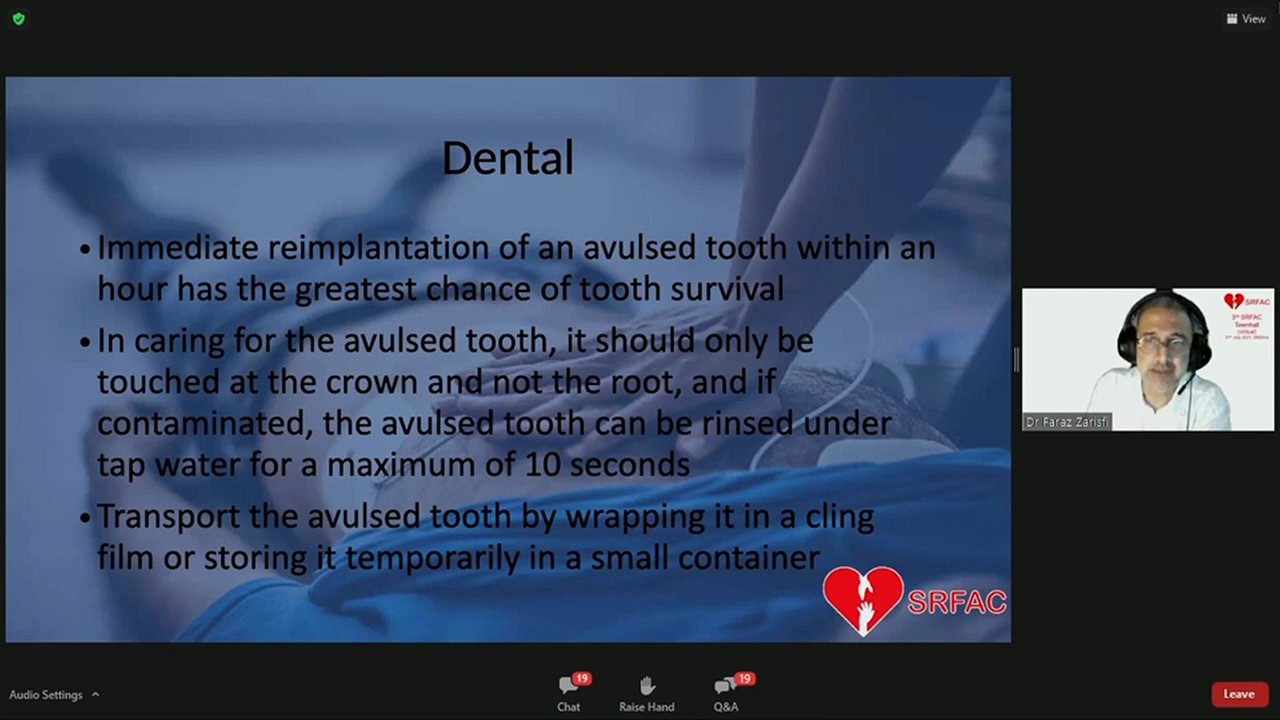 View
Dental
• Immediate reimplantation of an avulsed tooth within an
hour has the greatest chance of tooth survival
• In caring for the avulsed tooth, it should only be
touched at the crown and not the root, and if
contaminated, the avulsed tooth can be rinsed under
tap water for a maximum of 10 seconds
• Transport the avulsed tooth by wrapping it in a cling
film or storing it temporarily in a small container
SRFAC
SRFAC
3rd SRFAC
Townhall
(virtual)
Dr Faraz Zarisfi
Audio Settings
19
Chat
Raise Hand
19
Q&A
Leave